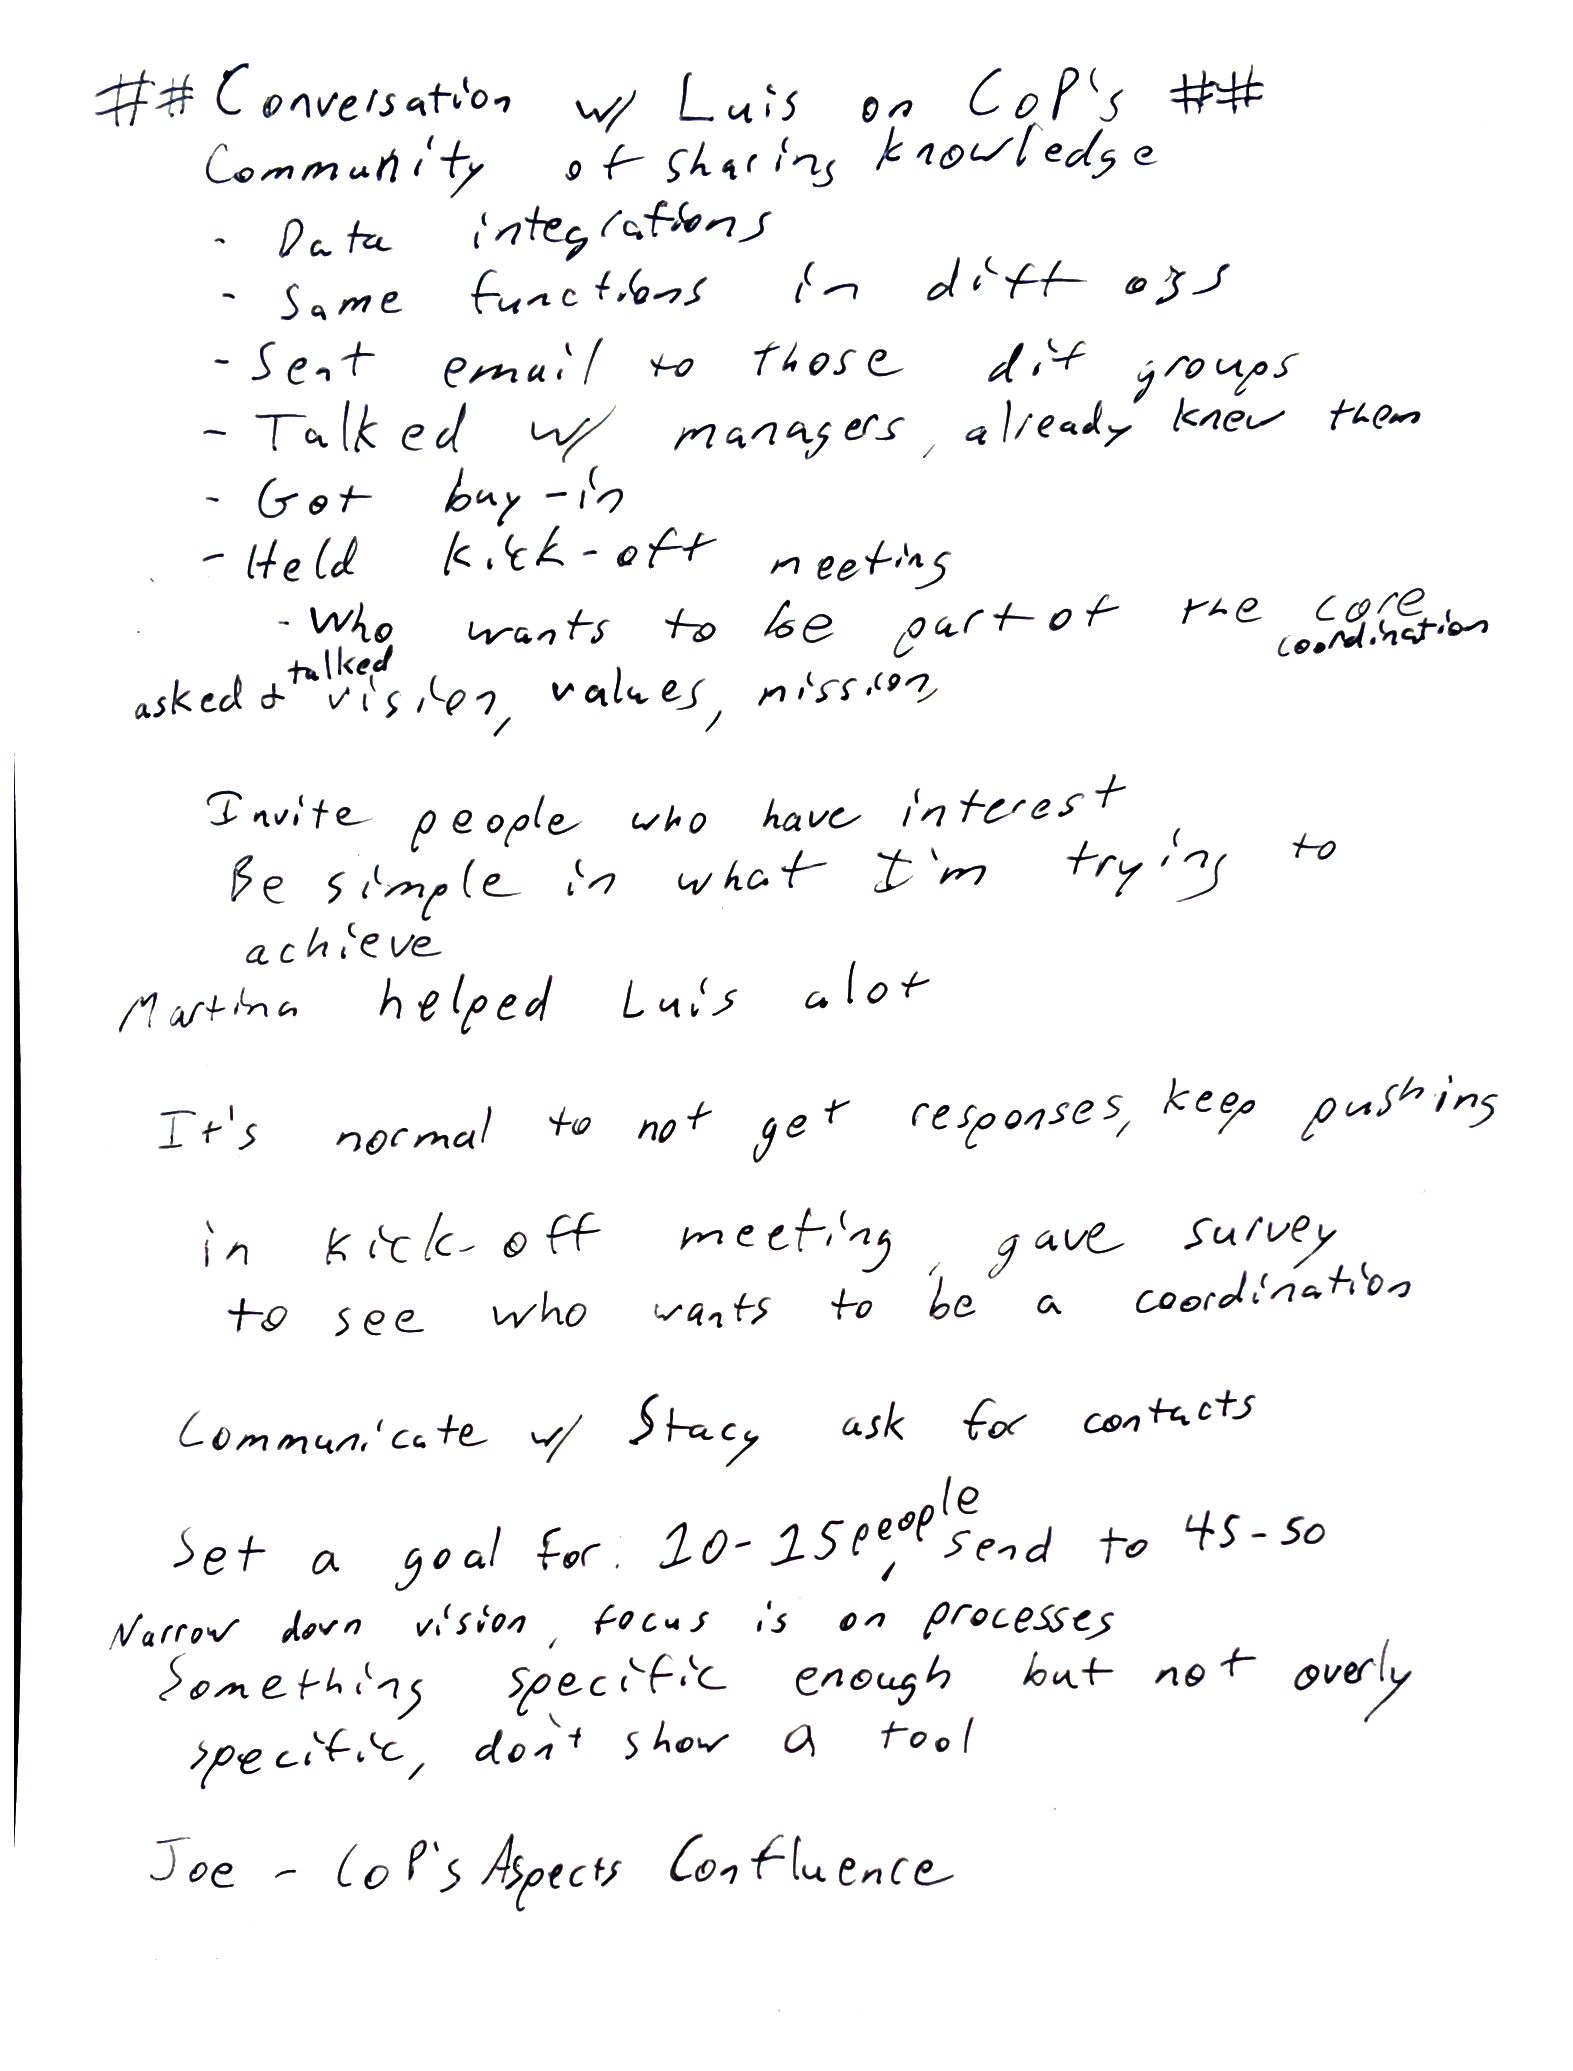 ## Conversation w/ Luis on CoP's ##
Community of sharing knowledge
- Data integrations
- Same functions in diff orgs
- Sent email to those dif groups
- Talked w/ managers, already knew them
- Got buy-in
- Held kick-off meeting
- Who wants to be part of the core
coordination
asked & talked vision, values, mission,
Invite people who have interest
Be simple in what I'm trying to
achieve
Martina helped Luis alot
It's normal to not get responses, keep pushing
in kick-off meeting, gave survey
to see who wants to be a coordination
Communicate w/ Stacy ask for contacts
Set a goal for 10-15 people, send to 45-50
Narrow down vision, focus is on processes
Something specific enough but not overly
specific, don't show a tool
Joe - CoP's Aspects Confluence